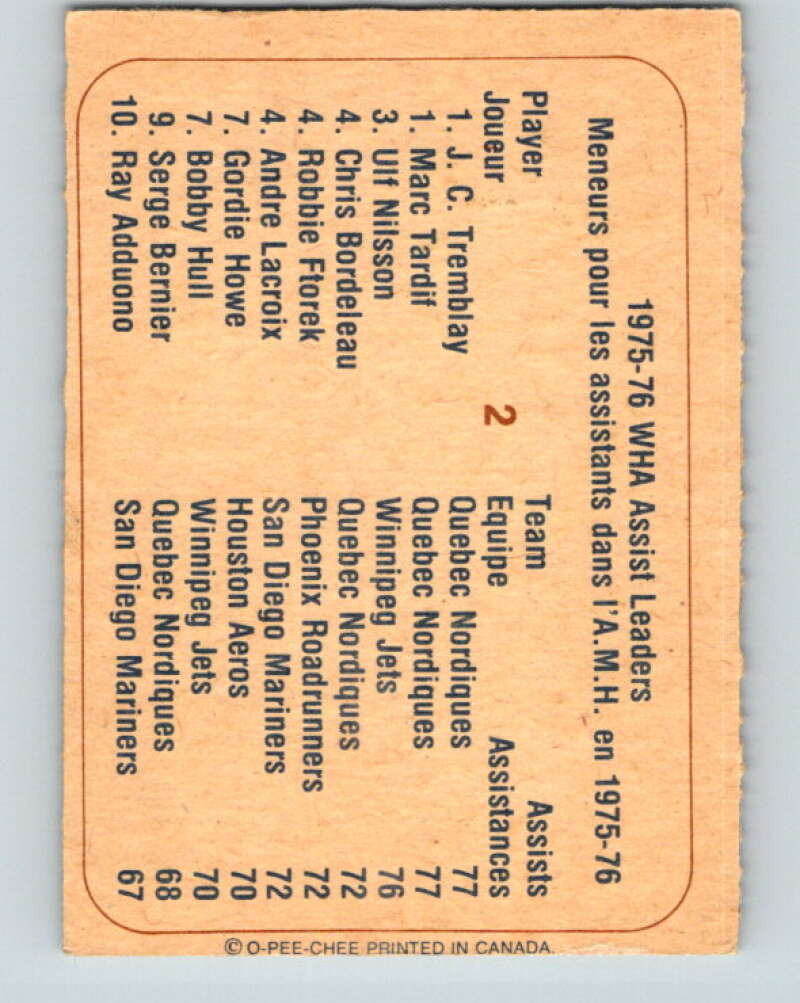 1975-76 WHA Assist Leaders
Meneurs pour les assistants dans l'A.M.H. en 1975-76
Player Team Assists
Joueur 2 Equipe Assistances
1. J. C. Tremblay Quebec Nordiques 77
1. Marc Tardif Quebec Nordiques 77
3. Ulf Nilsson Winnipeg Jets 76
4. Chris Bordeleau Quebec Nordiques 72
4. Robbie Ftorek Phoenix Roadrunners 72
4. Andre Lacroix San Diego Mariners 72
7. Gordie Howe Houston Aeros 70
7. Bobby Hull Winnipeg Jets 70
9. Serge Bernier Quebec Nordiques 68
10. Ray Adduono San Diego Mariners 67
© O-PEE-CHEE PRINTED IN CANADA.